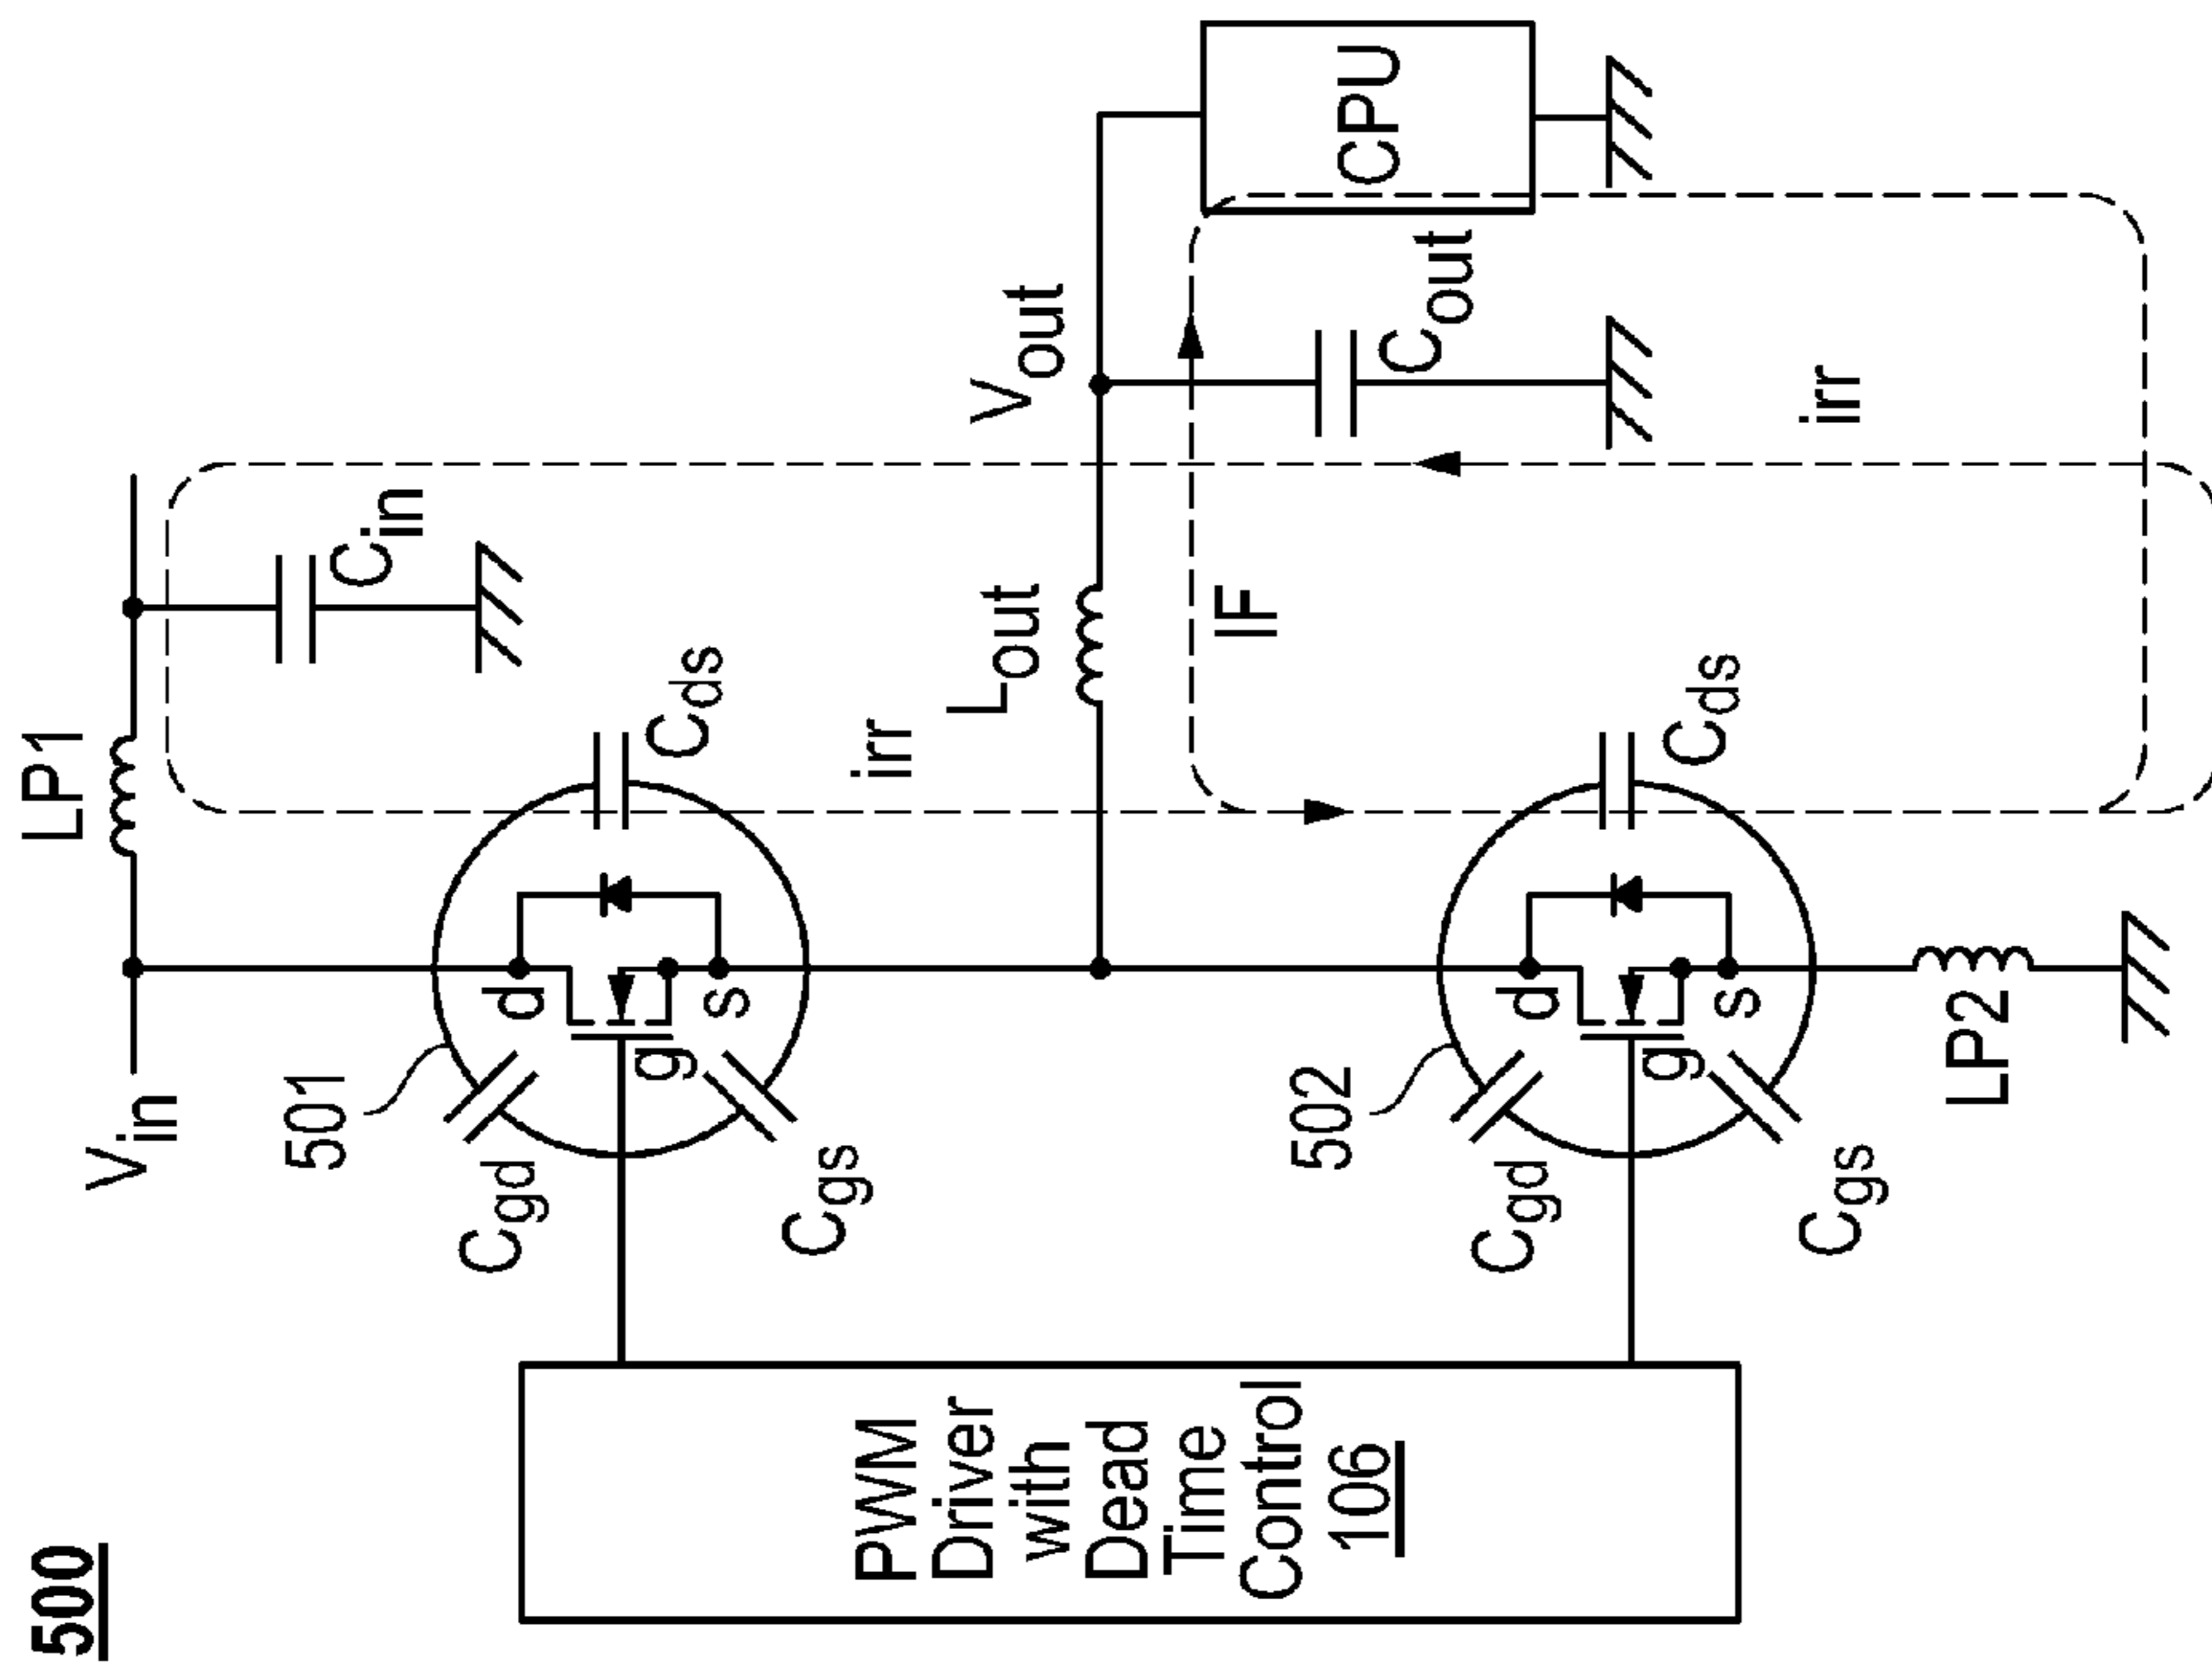 500
PWM
Driver
with
Dead
Time
Control
106
Vin
LP1
Cin
501
Cgd
Cgs
Cds
d
g
s
irr
Lout
Vout
IF
Cout
CPU
irr
502
Cgd
Cgs
Cds
d
g
s
LP2